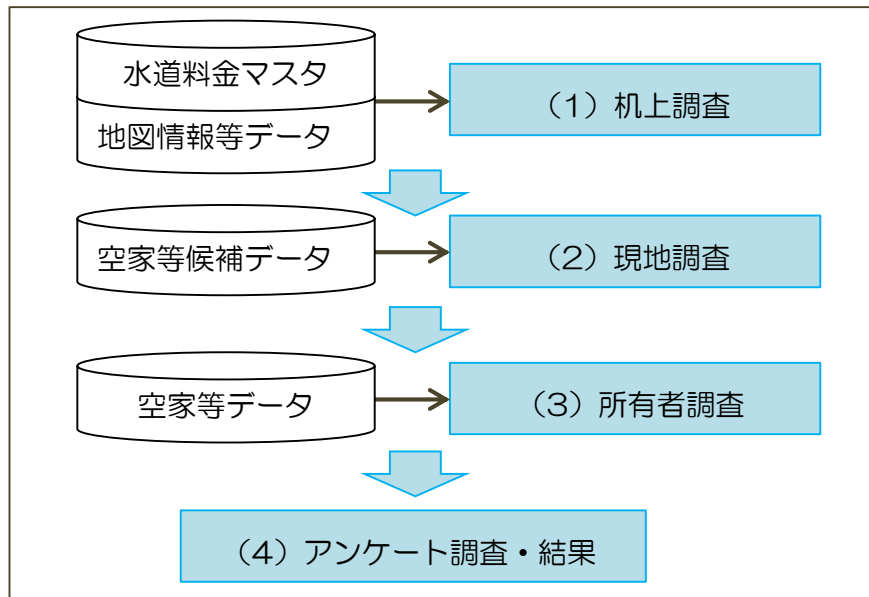 水道料金マスタ
地図情報等データ
（1）机上調査
空家等候補データ
（2）現地調査
空家等データ
（3）所有者調査
（4）アンケート調査・結果